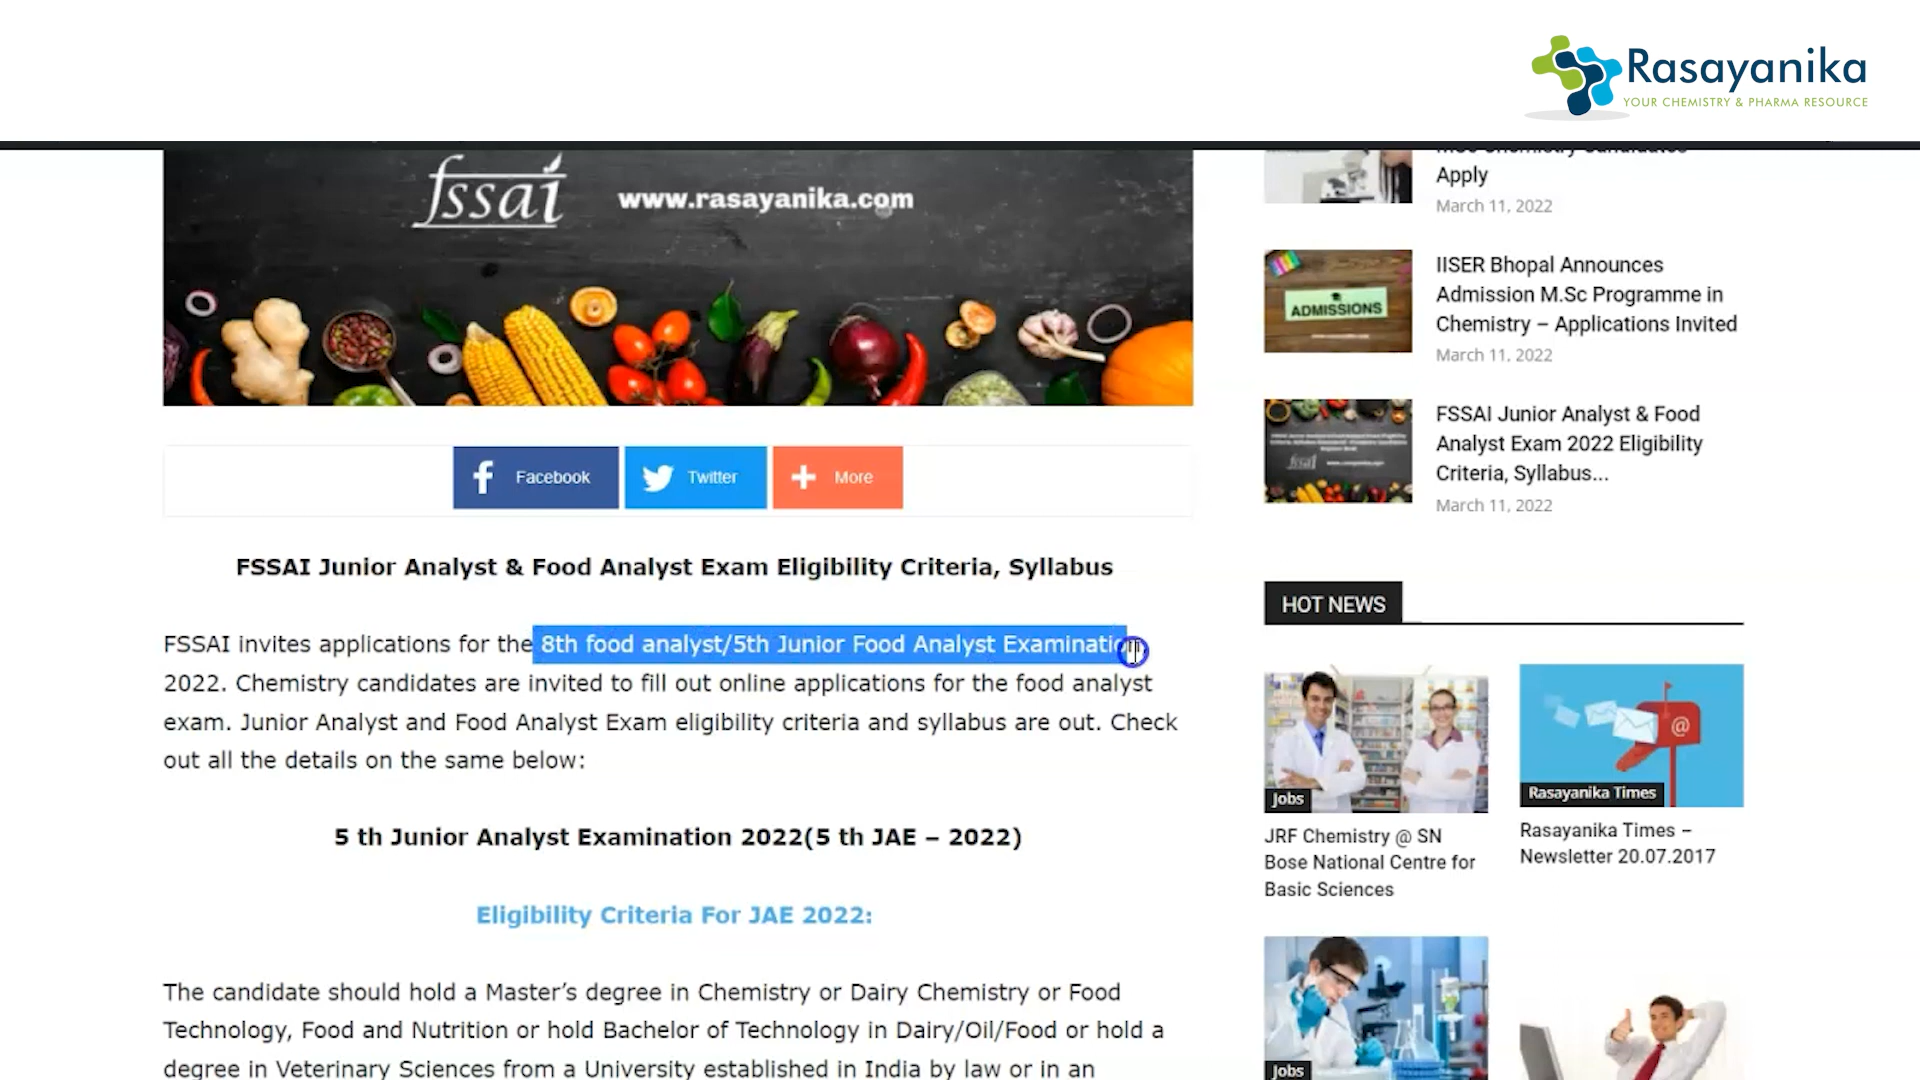 Rasayanika
YOUR CHEMISTRY & PHARMA RESOURCE
fssai
www.rasayanika.com
Facebook
Twitter
More
FSSAI Junior Analyst & Food Analyst Exam Eligibility Criteria, Syllabus
FSSAI invites applications for the 8th food analyst/5th Junior Food Analyst Examination,
2022. Chemistry candidates are invited to fill out online applications for the food analyst
exam. Junior Analyst and Food Analyst Exam eligibility criteria and syllabus are out. Check
out all the details on the same below:
5 th Junior Analyst Examination 2022(5 th JAE – 2022)
Eligibility Criteria For JAE 2022:
The candidate should hold a Master’s degree in Chemistry or Dairy Chemistry or Food
Technology, Food and Nutrition or hold Bachelor of Technology in Dairy/Oil/Food or hold a
degree in Veterinary Sciences from a University established in India by law or in an
MSc Chemistry Candidates
Apply
March 11, 2022
ADMISSIONS
IISER Bhopal Announces
Admission M.Sc Programme in
Chemistry – Applications Invited
March 11, 2022
fssai
FSSAI Junior Analyst & Food
Analyst Exam 2022 Eligibility
Criteria, Syllabus...
March 11, 2022
HOT NEWS
Jobs
JRF Chemistry @ SN
Bose National Centre for
Basic Sciences
@
Rasayanika Times
Rasayanika Times –
Newsletter 20.07.2017
Jobs